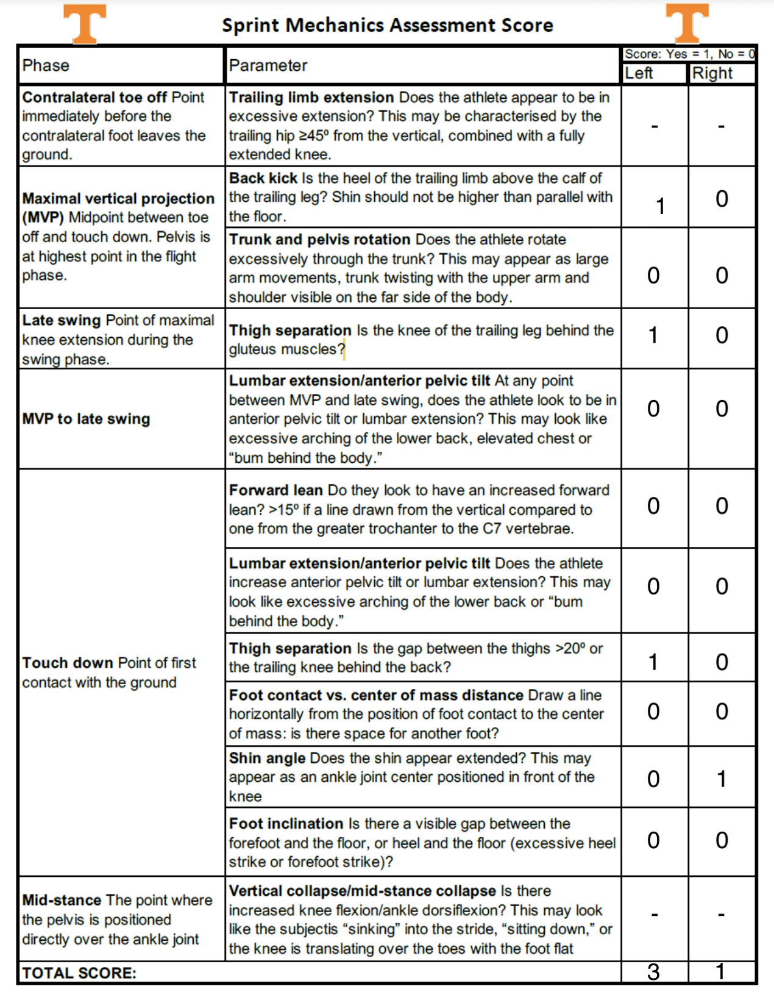 T
Sprint Mechanics Assessment Score
T
Phase
Parameter
Score: Yes = 1, No = 0
Left
Right
Contralateral toe off Point
immediately before the
contralateral foot leaves the
ground.
Trailing limb extension Does the athlete appear to be in
excessive extension? This may be characterised by the
trailing hip ≥45º from the vertical, combined with a fully
extended knee.
-
-
Maximal vertical projection
(MVP) Midpoint between toe
off and touch down. Pelvis is
at highest point in the flight
phase.
Back kick Is the heel of the trailing limb above the calf of
the trailing leg? Shin should not be higher than parallel with
the floor.
1
0
Trunk and pelvis rotation Does the athlete rotate
excessively through the trunk? This may appear as large
arm movements, trunk twisting with the upper arm and
shoulder visible on the far side of the body.
0
0
Late swing Point of maximal
knee extension during the
swing phase.
Thigh separation Is the knee of the trailing leg behind the
gluteus muscles?
1
0
MVP to late swing
Lumbar extension/anterior pelvic tilt At any point
between MVP and late swing, does the athlete look to be in
anterior pelvic tilt or lumbar extension? This may look like
excessive arching of the lower back, elevated chest or
“bum behind the body.”
0
0
Touch down Point of first
contact with the ground
Forward lean Do they look to have an increased forward
lean? >15º if a line drawn from the vertical compared to
one from the greater trochanter to the C7 vertebrae.
0
0
Lumbar extension/anterior pelvic tilt Does the athlete
increase anterior pelvic tilt or lumbar extension? This may
look like excessive arching of the lower back or “bum
behind the body.”
0
0
Thigh separation Is the gap between the thighs >20º or
the trailing knee behind the back?
1
0
Foot contact vs. center of mass distance Draw a line
horizontally from the position of foot contact to the center
of mass: is there space for another foot?
0
0
Shin angle Does the shin appear extended? This may
appear as an ankle joint center positioned in front of the
knee
0
1
Foot inclination Is there a visible gap between the
forefoot and the floor, or heel and the floor (excessive heel
strike or forefoot strike)?
0
0
Mid-stance The point where
the pelvis is positioned
directly over the ankle joint
Vertical collapse/mid-stance collapse Is there
increased knee flexion/ankle dorsiflexion? This may look
like the subjectis “sinking” into the stride, “sitting down,” or
the knee is translating over the toes with the foot flat
-
-
TOTAL SCORE:
3
1